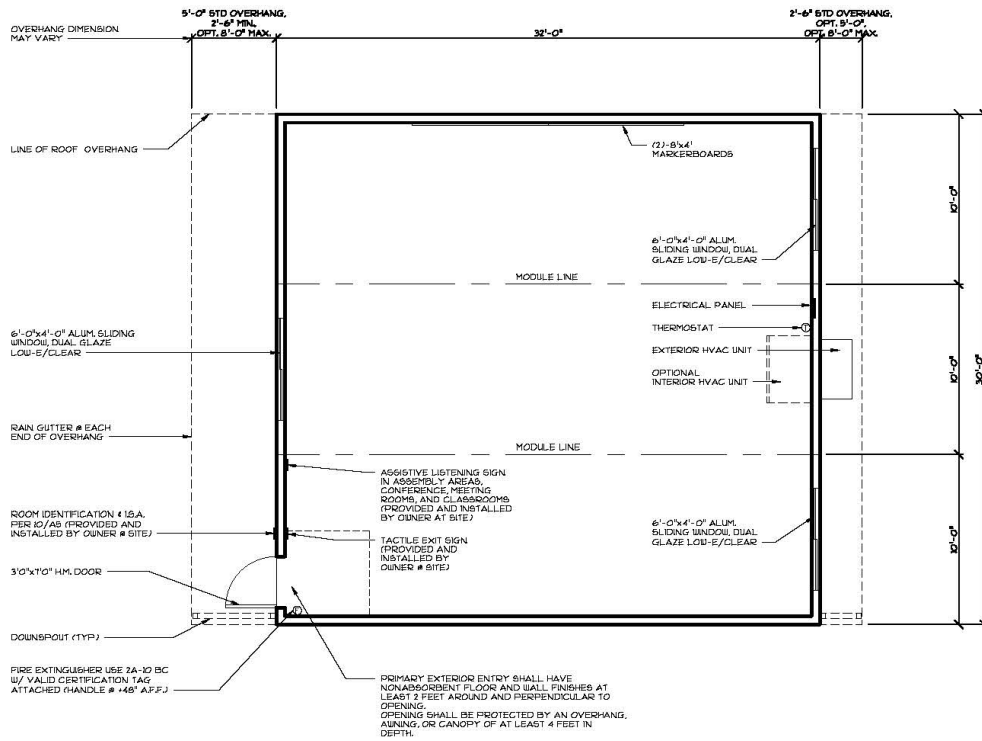 5'-0" STD OVERHANG,
2'-6" MIN,
OPT. 8'-0" MAX.
2'-6" STD OVERHANG,
OPT. 5'-0",
OPT. 8'-0" MAX.
OVERHANG DIMENSION
MAY VARY
32'-0"
LINE OF ROOF OVERHANG
(2)-8'x4'
MARKERBOARDS
10'-0"
6'-0"x4'-0" ALUM.
SLIDING WINDOW, DUAL
GLAZE LOW-E/CLEAR
MODULE LINE
ELECTRICAL PANEL
THERMOSTAT
T
6'-0"x4'-0" ALUM. SLIDING
WINDOW, DUAL GLAZE
LOW-E/CLEAR
EXTERIOR HVAC UNIT
OPTIONAL
INTERIOR HVAC UNIT
10'-0"
30'-0"
RAIN GUTTER @ EACH
END OF OVERHANG
MODULE LINE
ASSISTIVE LISTENING SIGN
IN ASSEMBLY AREAS,
CONFERENCE, MEETING
ROOMS, AND CLASSROOMS
(PROVIDED AND INSTALLED
BY OWNER AT SITE)
ROOM IDENTIFICATION & I.S.A.
PER 10/A5 (PROVIDED AND
INSTALLED BY OWNER @ SITE)
6'-0"x4'-0" ALUM.
SLIDING WINDOW, DUAL
GLAZE LOW-E/CLEAR
10'-0"
TACTILE EXIT SIGN
(PROVIDED AND
INSTALLED BY
OWNER @ SITE)
3'0"x7'0" H.M. DOOR
DOWNSPOUT (TYP.)
FIRE EXTINGUISHER USE 2A-10 BC
W/ VALID CERTIFICATION TAG
ATTACHED (HANDLE @ +48" A.F.F.)
PRIMARY EXTERIOR ENTRY SHALL HAVE
NONABSORBENT FLOOR AND WALL FINISHES AT
LEAST 2 FEET AROUND AND PERPENDICULAR TO
OPENING.
OPENING SHALL BE PROTECTED BY AN OVERHANG,
AWNING, OR CANOPY OF AT LEAST 4 FEET IN
DEPTH.